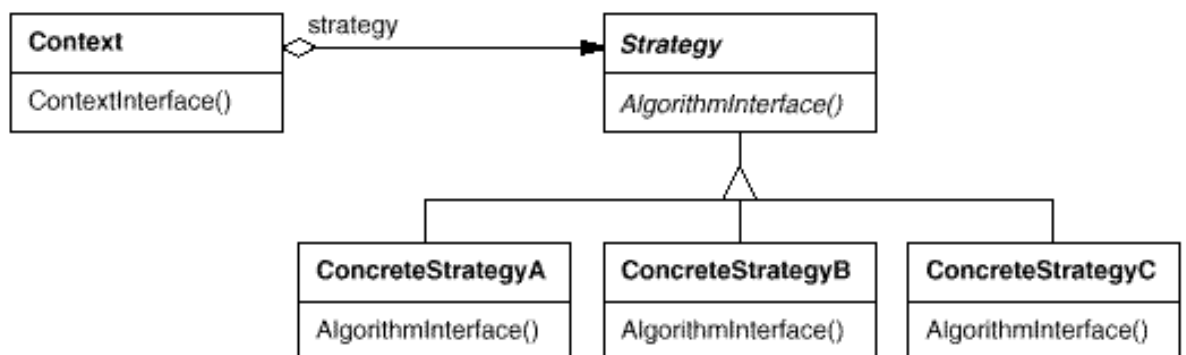 strategy
Context
Strategy
ContextInterface()
AlgorithmInterface()
ConcreteStrategyA
ConcreteStrategyB
ConcreteStrategyC
AlgorithmInterface()
AlgorithmInterface()
AlgorithmInterface()